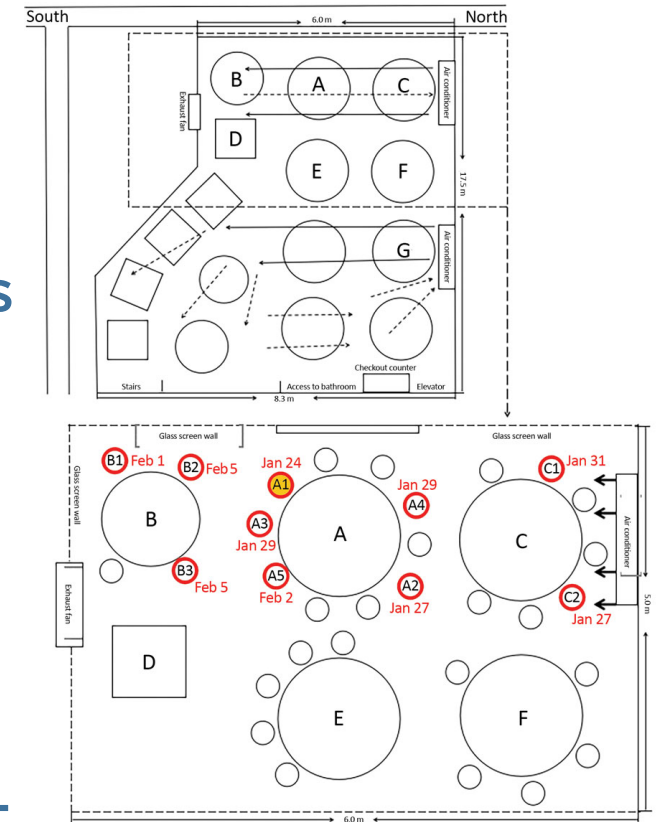 South
6.0 m
North
B
A
C
Air conditioner
Exhaust fan
D
E
F
17.5 m
G
Air conditioner
s
Checkout counter
Stairs
Access to bathroom
Elevator
8.3 m
Glass screen wall
Glass screen wall
Glass screen wall
B1 Feb 1
B2 Feb 5
Jan 24
A1
C1 Jan 31
Jan 29
A4
B
A3
Jan 29
A
C
Air conditioner
B3
Feb 5
A5
Feb 2
A2
Jan 27
C2
Jan 27
Exhaust fan
5.0 m
D
E
F
6.0 m